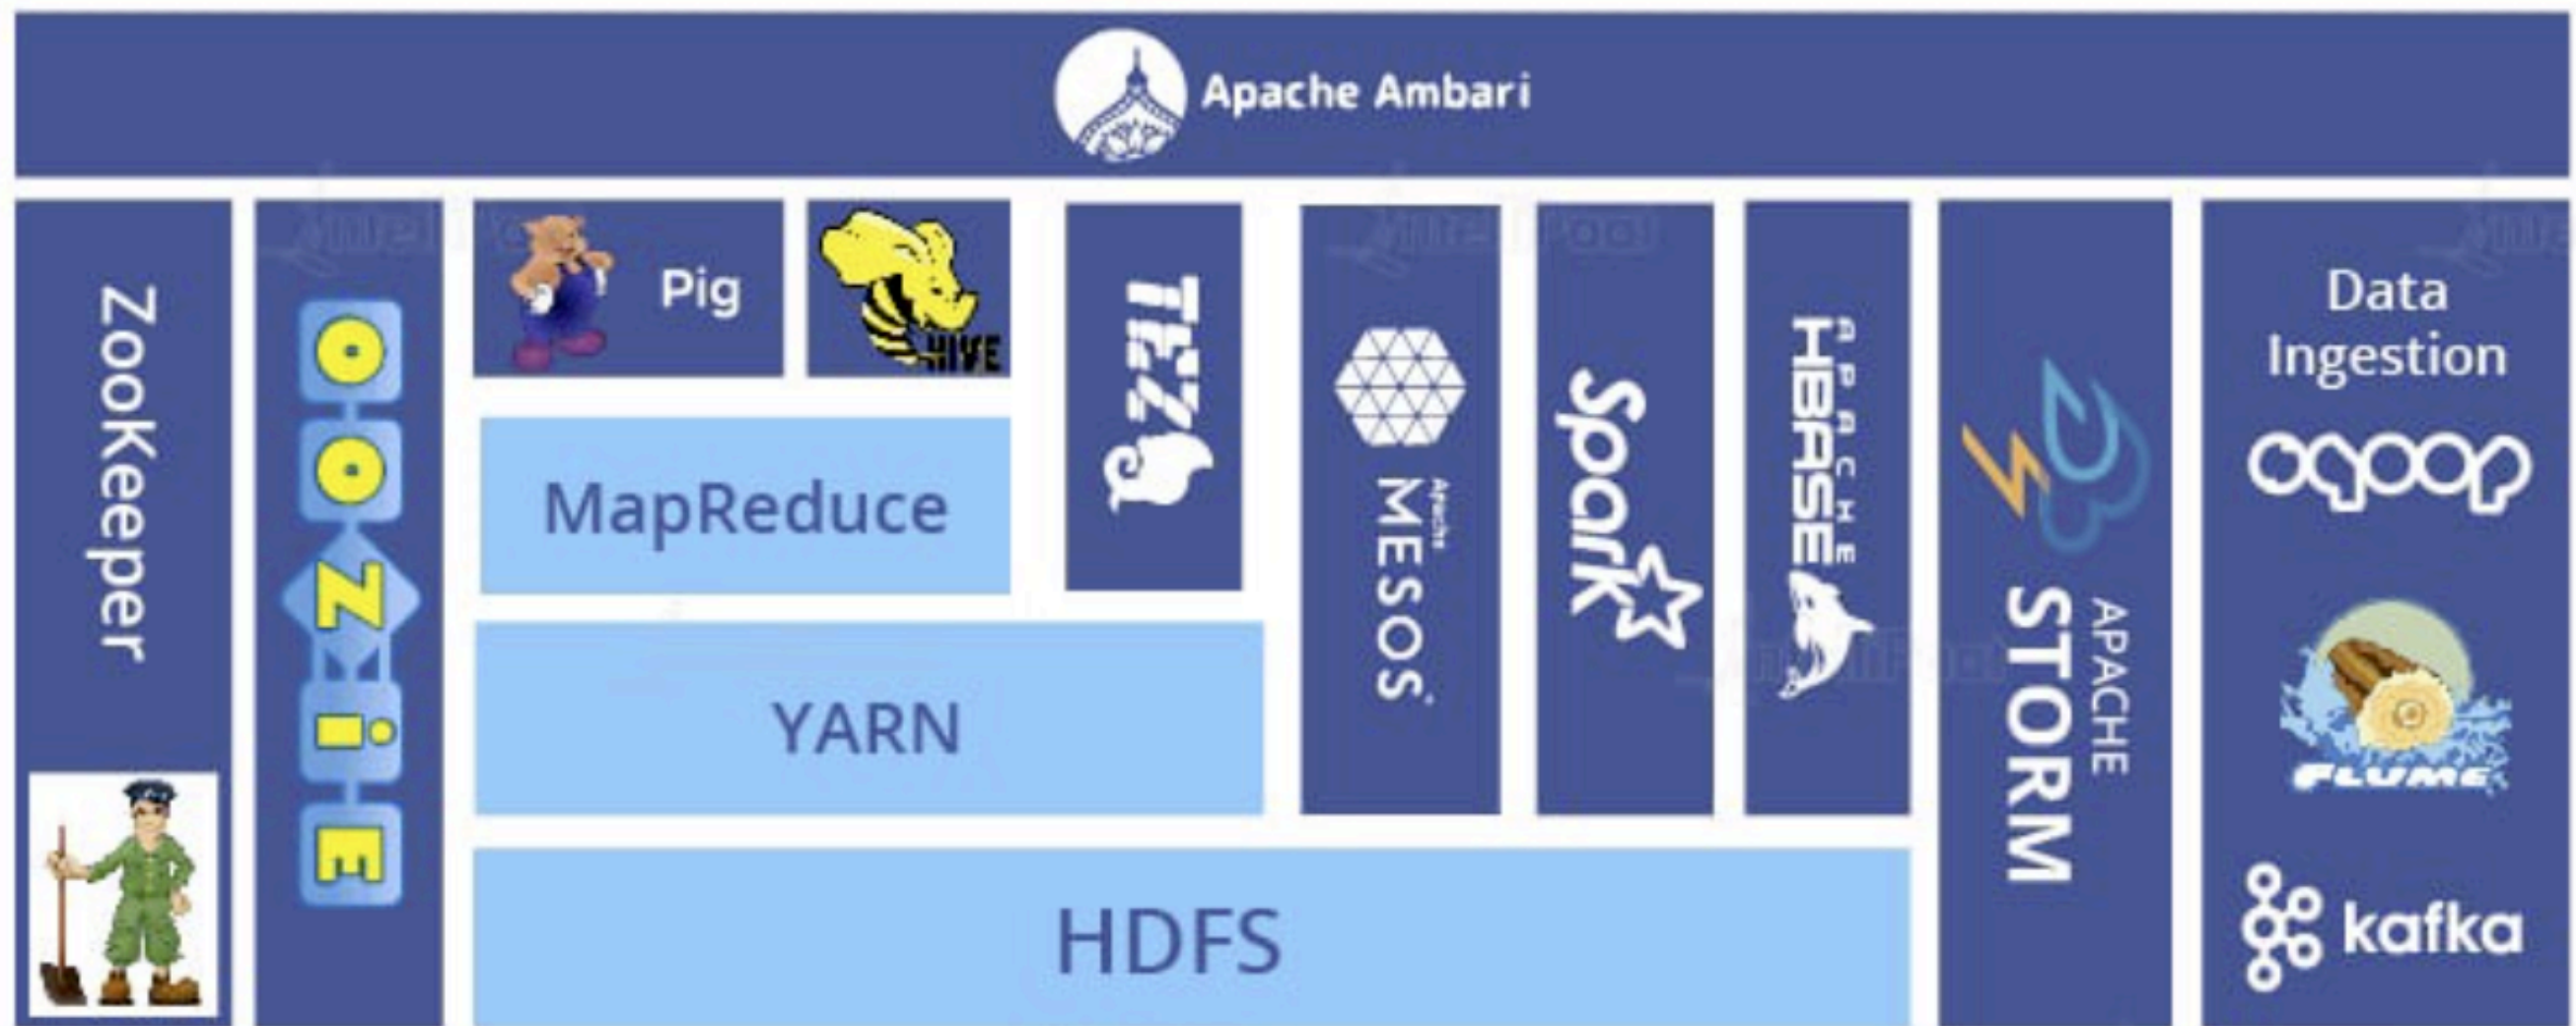 Apache Ambari
ZooKeeper
OOZiE
Pig
HIVE
MapReduce
YARN
HDFS
TEZ
Apache
MESOS
Spark
APACHE
HBASE
APACHE
STORM
Data
Ingestion
sqoop
FLUME
kafka